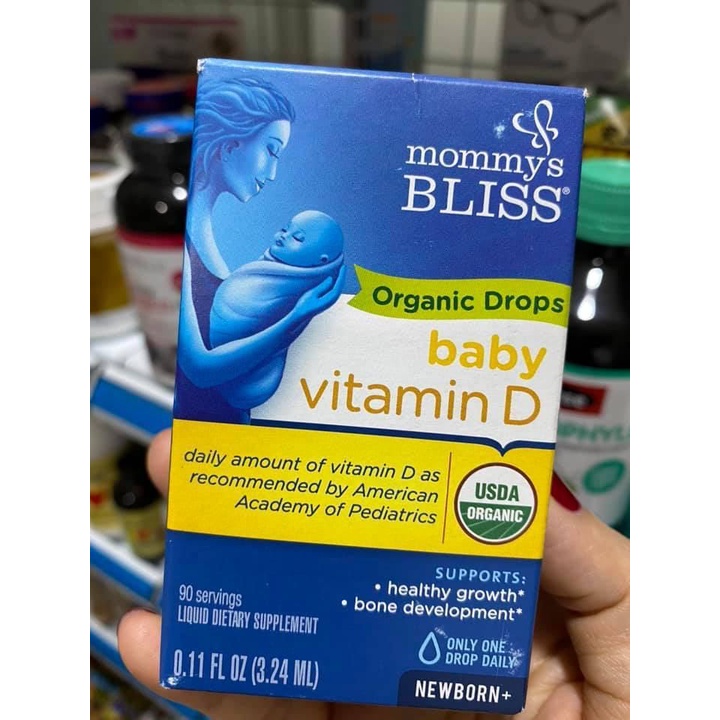 mommy's
BLISS®
Organic Drops
baby
vitamin D
daily amount of vitamin D as
recommended by American
Academy of Pediatrics
USDA
ORGANIC
SUPPORTS:
• healthy growth*
• bone development*
90 servings
LIQUID DIETARY SUPPLEMENT
ONLY ONE
DROP DAILY
0.11 FL OZ (3.24 ML)
NEWBORN+